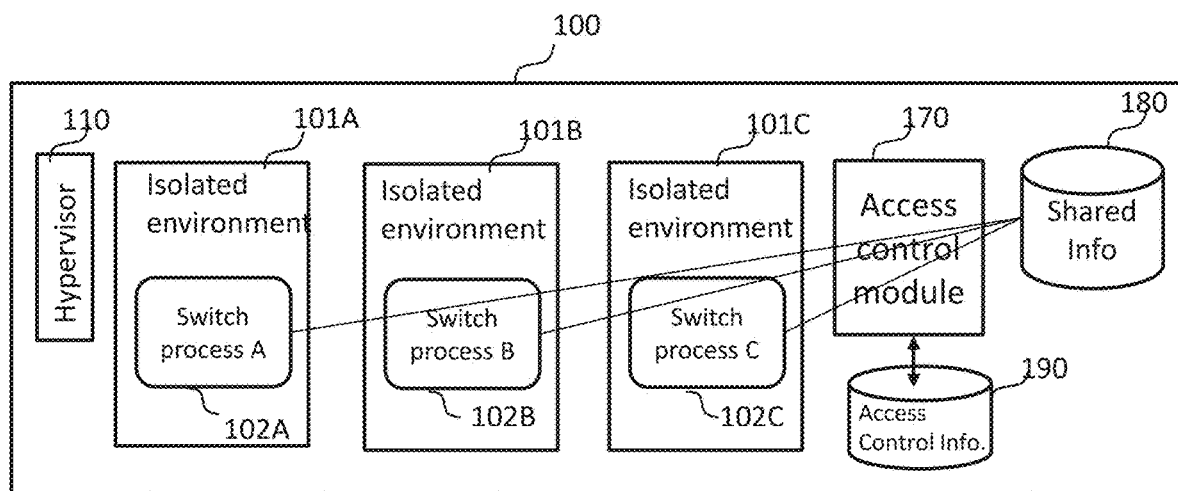 100
110
101A
101B
101C
170
180
Hypervisor
Isolated
environment
Switch
process A
102A
Isolated
environment
Switch
process B
102B
Isolated
environment
Switch
process C
102C
Access
control
module
Shared
Info
190
Access
Control Info.